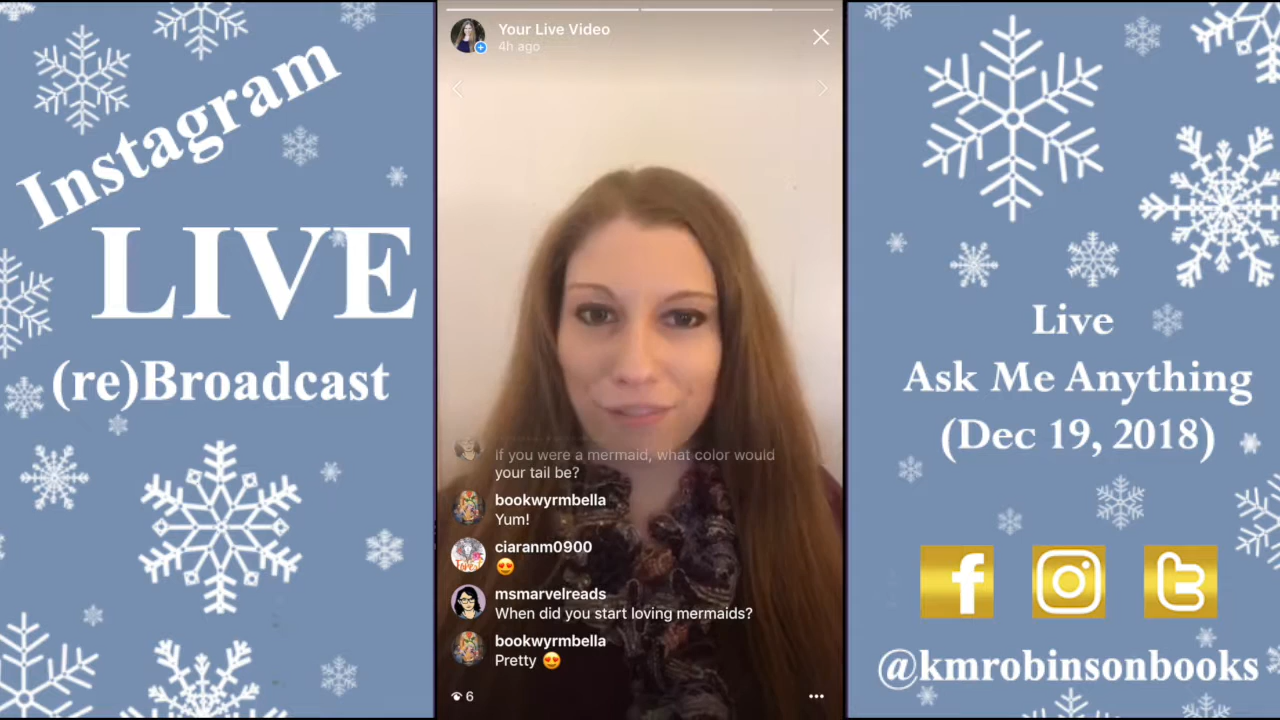 Instagram
LIVE
(re)Broadcast
Your Live Video
4h ago
if you were a mermaid, what color would
your tail be?
bookwyrmbella
Yum!
ciaranm0900
😍
msmarvelreads
When did you start loving mermaids?
bookwyrmbella
Pretty 😍
6
Live
Ask Me Anything
(Dec 19, 2018)
@kmrobinsonbooks